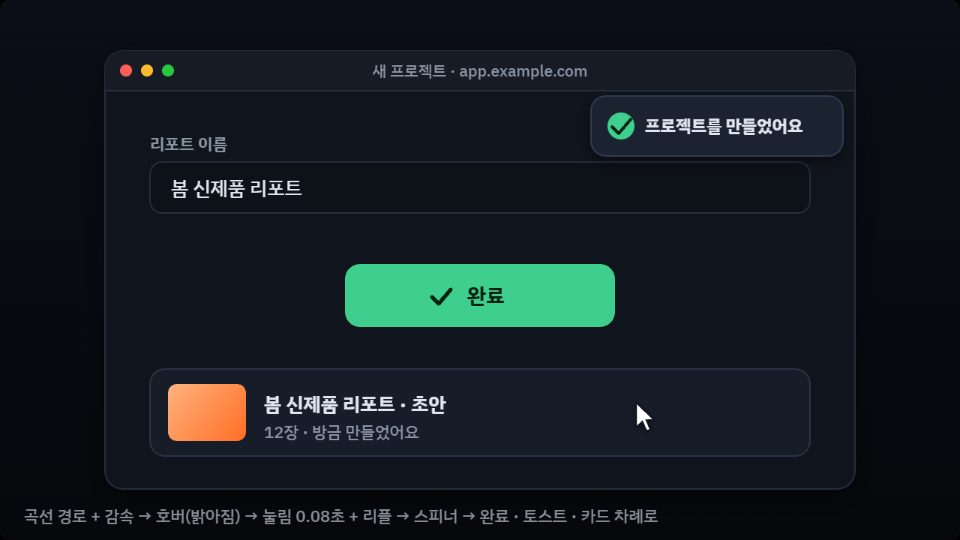 새 프로젝트 · app.example.com
프로젝트를 만들었어요
리포트 이름
봄 신제품 리포트
완료
봄 신제품 리포트 · 초안
12장 · 방금 만들었어요
곡선 경로 + 감속 → 호버(밝아짐) → 눌림 0.08초 + 리플 → 스피너 → 완료 · 토스트 · 카드 차례로